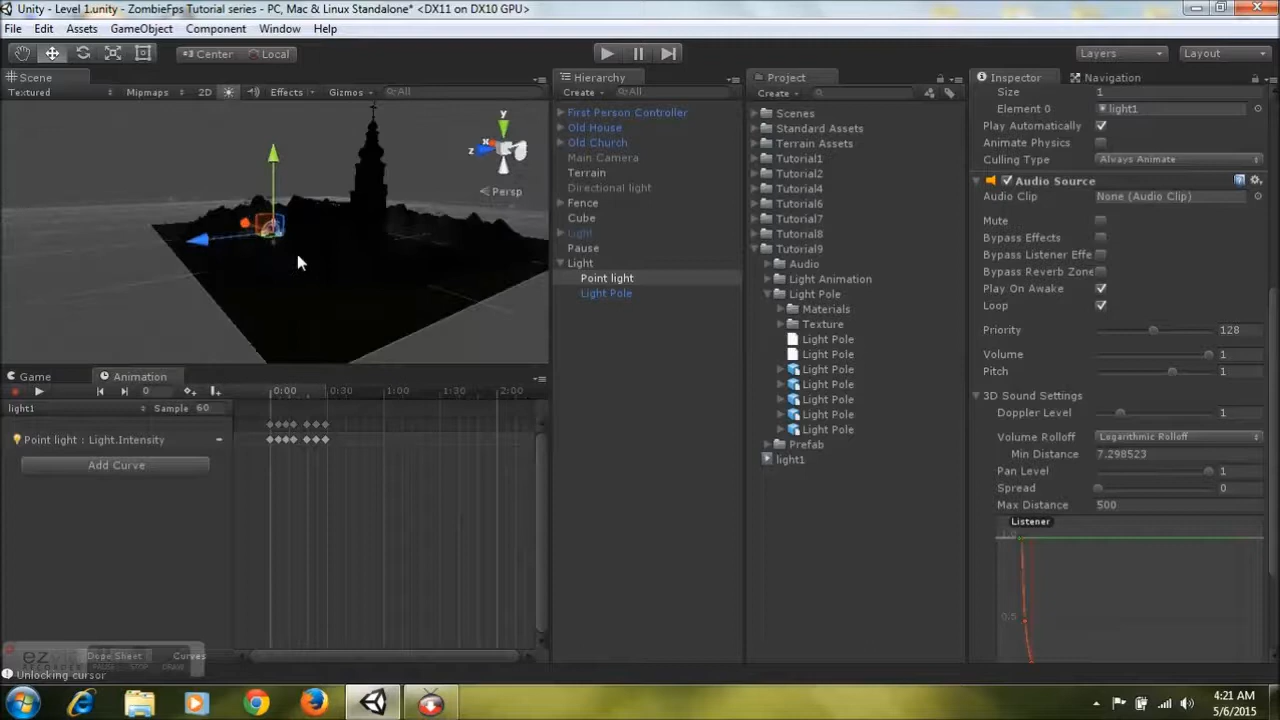 Unity - Level 1.unity - ZombieFps Tutorial series - PC, Mac & Linux Standalone* <DX11 on DX10 GPU>
File Edit Assets GameObject Component Window Help
Center Local Layers Layout
Scene
Textured Mipmaps 2D Effects Gizmos All
y
x
z
Persp
Hierarchy
Create All
First Person Controller
Old House
Old Church
Main Camera
Terrain
Directional light
Fence
Cube
Light
Pause
Light
Point light
Light Pole
Project
Create
Scenes
Standard Assets
Terrain Assets
Tutorial1
Tutorial2
Tutorial4
Tutorial6
Tutorial7
Tutorial8
Tutorial9
Audio
Light Animation
Light Pole
Materials
Texture
Light Pole
Light Pole
Light Pole
Light Pole
Light Pole
Light Pole
Light Pole
Prefab
light1
Inspector Navigation
Size 1
Element 0 light1
Play Automatically
Animate Physics
Culling Type Always Animate
Audio Source
Audio Clip None (Audio Clip)
Mute
Bypass Effects
Bypass Listener Effe
Bypass Reverb Zone
Play On Awake
Loop
Priority 128
Volume 1
Pitch 1
3D Sound Settings
Doppler Level 1
Volume Rolloff Logarithmic Rolloff
Min Distance 7.298523
Pan Level 1
Spread 0
Max Distance 500
Listener
1.0
0.5
Game Animation
0 0:00 0:30 1:00 1:30 2:00
light1 Sample 60
Point light : Light.Intensity
Add Curve
Dope Sheet Curves
Unlocking cursor
4:21 AM
5/6/2015